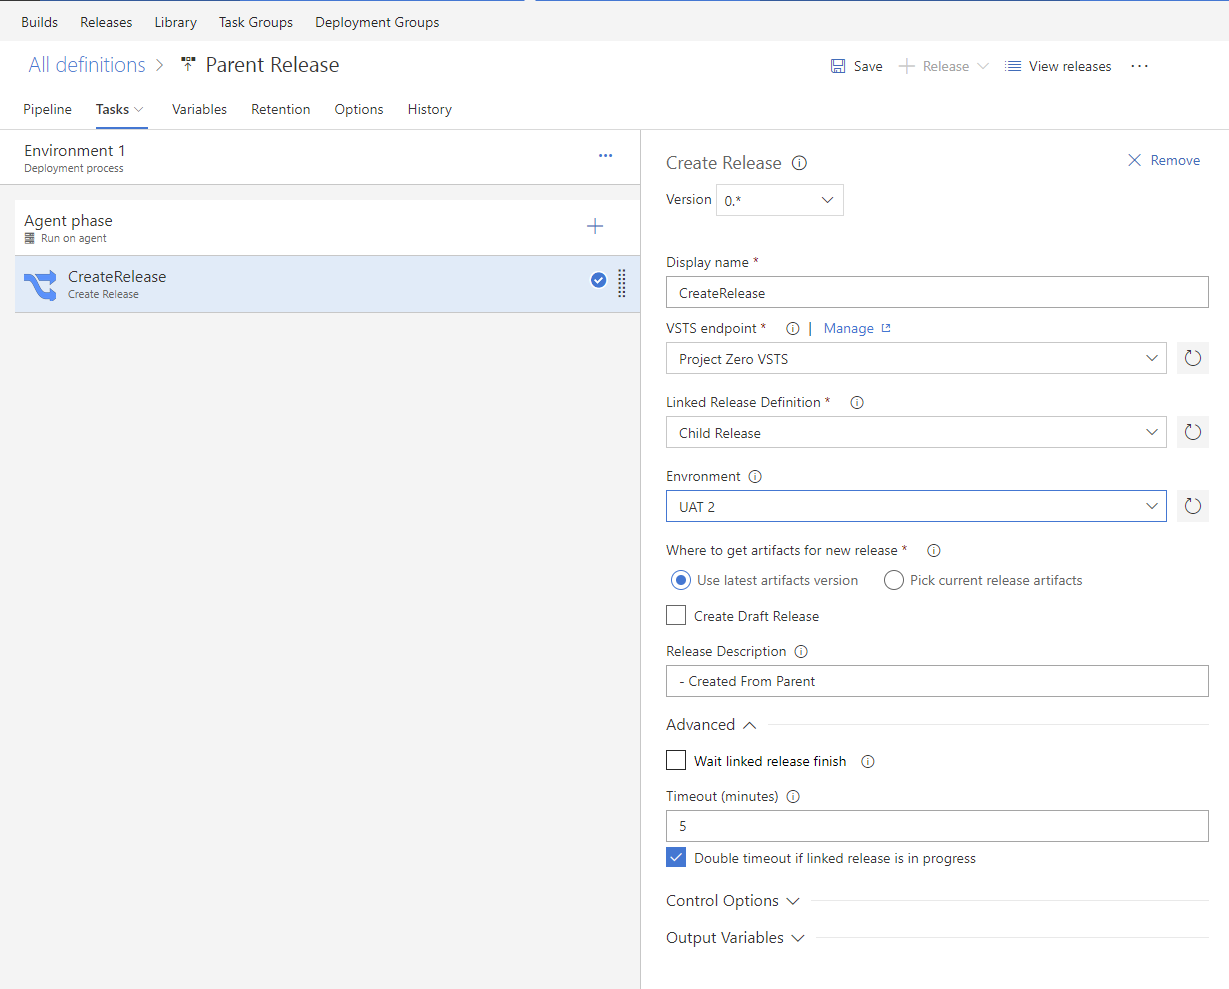 Builds Releases Library Task Groups Deployment Groups
All definitions > Parent Release
Save Release View releases ...
Pipeline Tasks Variables Retention Options History
Environment 1
Deployment process
...
Agent phase
Run on agent
CreateRelease
Create Release
Create Release
Remove
Version 0.*
Display name *
CreateRelease
VSTS endpoint * | Manage
Project Zero VSTS
Linked Release Definition *
Child Release
Envronment
UAT 2
Where to get artifacts for new release *
Use latest artifacts version Pick current release artifacts
Create Draft Release
Release Description
- Created From Parent
Advanced
Wait linked release finish
Timeout (minutes)
5
Double timeout if linked release is in progress
Control Options
Output Variables